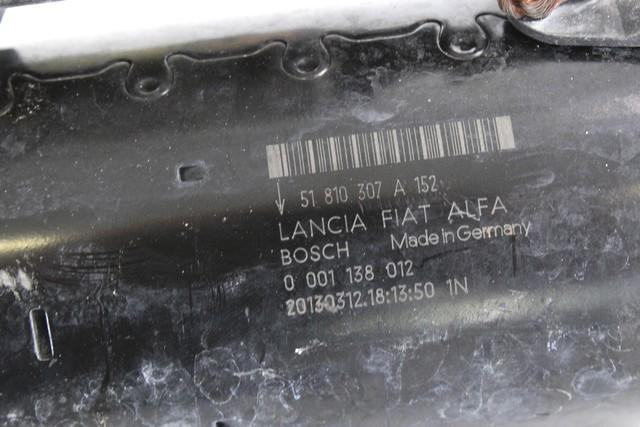 51 810 307 A 152
LANCIA FIAT ALFA
BOSCH Made in Germany
0 001 138 012
20130312.18:13:50 1N